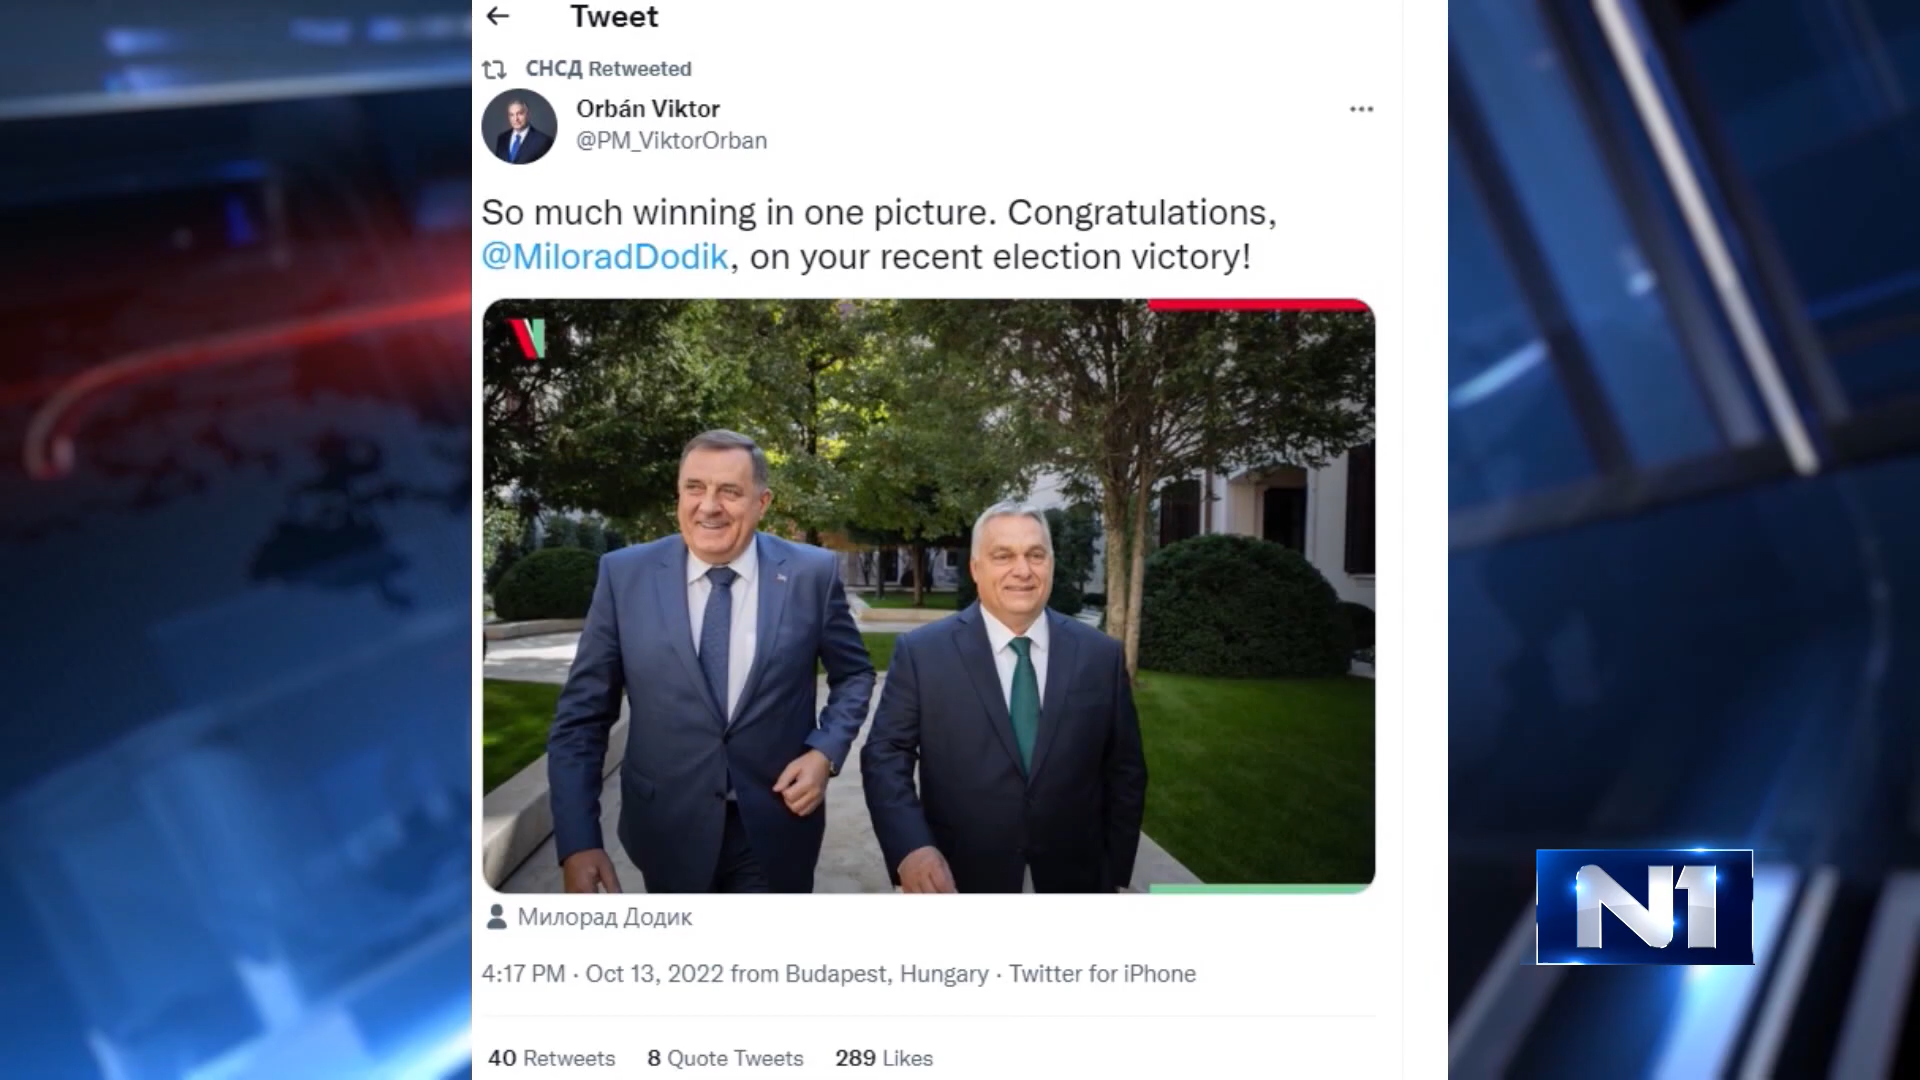 Tweet
СНСД Retweeted
Orbán Viktor
@PM_ViktorOrban
So much winning in one picture. Congratulations,
@MiloradDodik, on your recent election victory!
Милорад Додик
4:17 PM · Oct 13, 2022 from Budapest, Hungary · Twitter for iPhone
40 Retweets 8 Quote Tweets 289 Likes
N1